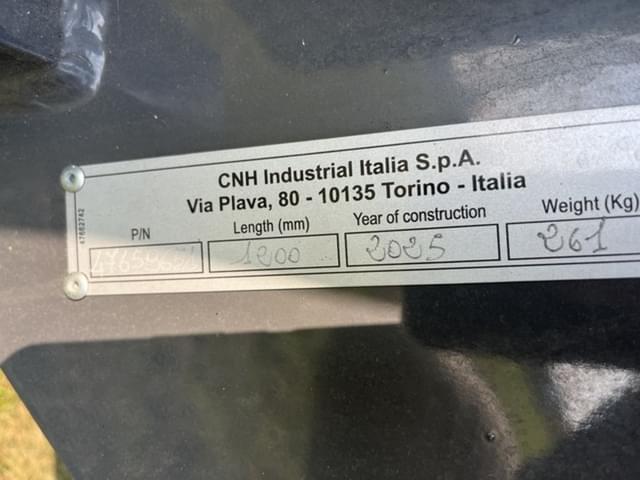 CNH Industrial Italia S.p.A.
Via Plava, 80 - 10135 Torino - Italia
P/N Length (mm) Year of construction Weight (Kg)
1200 2025 261
47682742